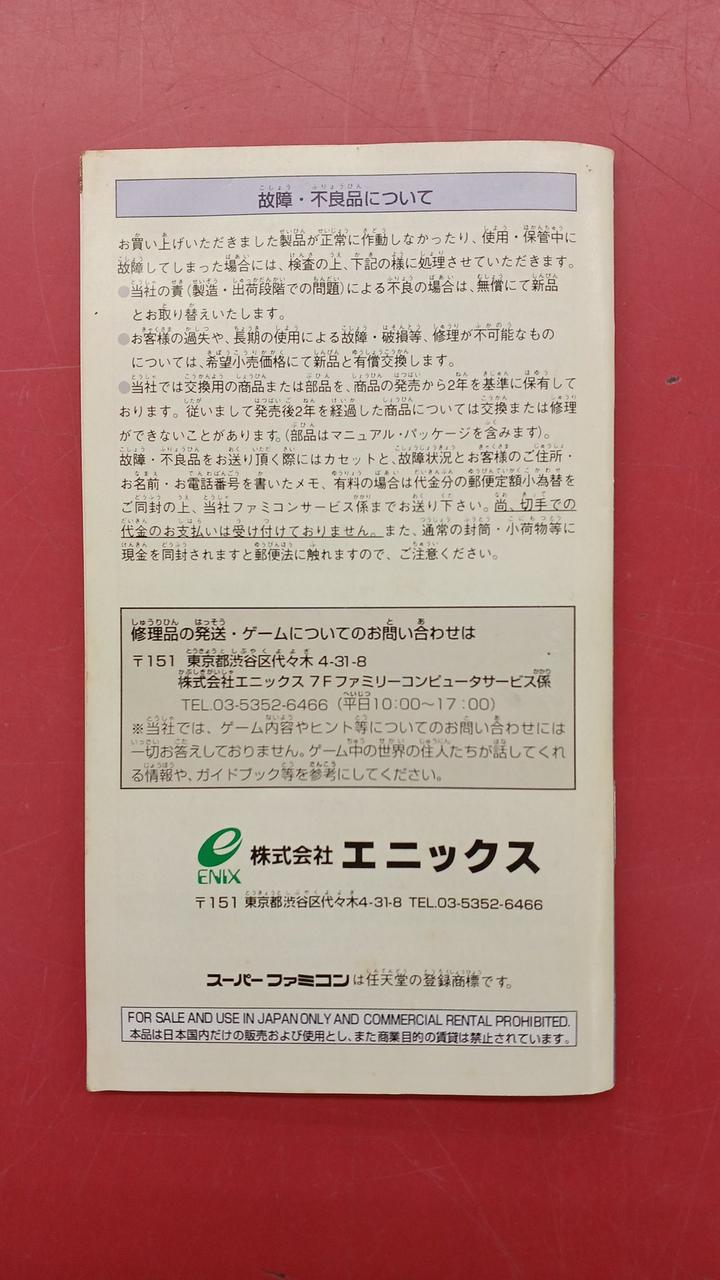 故障・不良品について
お買い上げいただきました製品が正常に作動しなかったり、使用・保管中に
故障してしまった場合には、検査の上、下記の様に処理させていただきます。
●当社の責(製造・出荷段階での問題)による不良の場合は、無償にて新品
とお取り替えいたします。
●お客様の過失や、長期の使用による故障・破損等、修理が不可能なもの
については、希望小売価格にて新品と有償交換します。
●当社では交換用の商品または部品を、商品の発売から2年を基準に保有して
おります。従いまして発売後2年を経過した商品については交換または修理
ができないことがあります。(部品はマニュアル・パッケージを含みます)。
故障・不良品をお送り頂く際にはカセットと、故障状況とお客様のご住所・
お名前・お電話番号を書いたメモ、有料の場合は代金分の郵便定額小為替を
ご同封の上、当社ファミコンサービス係までお送り下さい。尚、切手での
代金のお支払いは受け付けておりません。また、通常の封筒・小荷物等に
現金を同封されますと郵便法に触れますので、ご注意ください。
修理品の発送・ゲームについてのお問い合わせは
〒151 東京都渋谷区代々木 4-31-8
株式会社エニックス 7F ファミリーコンピュータサービス係
TEL.03-5352-6466 (平日10:00〜17:00)
※当社では、ゲーム内容やヒント等についてのお問い合わせには
一切お答えしておりません。ゲーム中の世界の住人たちが話してくれ
る情報や、ガイドブック等を参考にしてください。
ENIX 株式会社 エニックス
〒151 東京都渋谷区代々木4-31-8 TEL.03-5352-6466
スーパーファミコンは任天堂の登録商標です。
FOR SALE AND USE IN JAPAN ONLY AND COMMERCIAL RENTAL PROHIBITED.
本品は日本国内だけの販売および使用とし、また商業目的の賃貸は禁止されています。